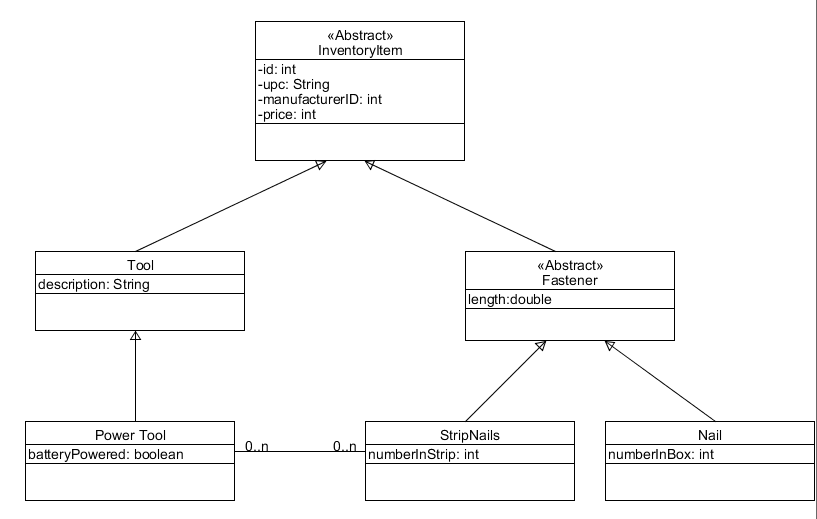 «Abstract»
InventoryItem
-id: int
-upc: String
-manufacturerID: int
-price: int
Tool
description: String
«Abstract»
Fastener
length:double
Power Tool
batteryPowered: boolean
0..n
0..n
StripNails
numberInStrip: int
Nail
numberInBox: int